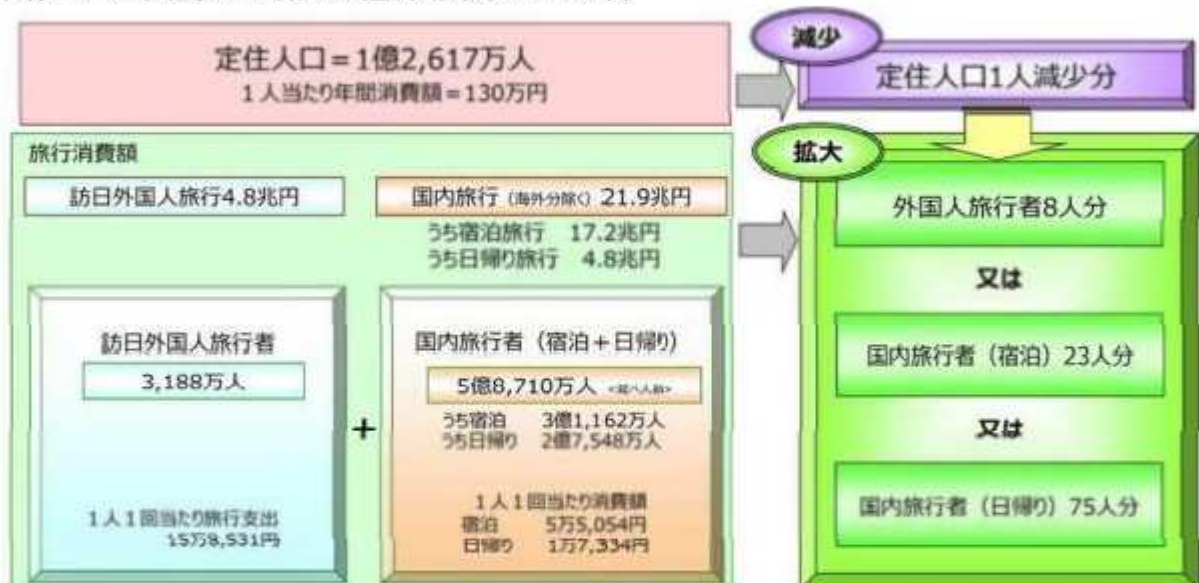 定住人口＝1億2,617万人
1人当たり年間消費額＝130万円
減少
定住人口1人減少分
旅行消費額
訪日外国人旅行4.8兆円
国内旅行（海外分除く）21.9兆円
うち宿泊旅行 17.2兆円
うち日帰り旅行 4.8兆円
訪日外国人旅行者
3,188万人
1人1回当たり旅行支出
15万8,531円
+
国内旅行者（宿泊＋日帰り）
5億8,710万人 <延べ人数>
うち宿泊 3億1,162万人
うち日帰り 2億7,548万人
1人1回当たり消費額
宿泊 5万5,054円
日帰り 1万7,334円
拡大
外国人旅行者8人分
又は
国内旅行者（宿泊）23人分
又は
国内旅行者（日帰り）75人分